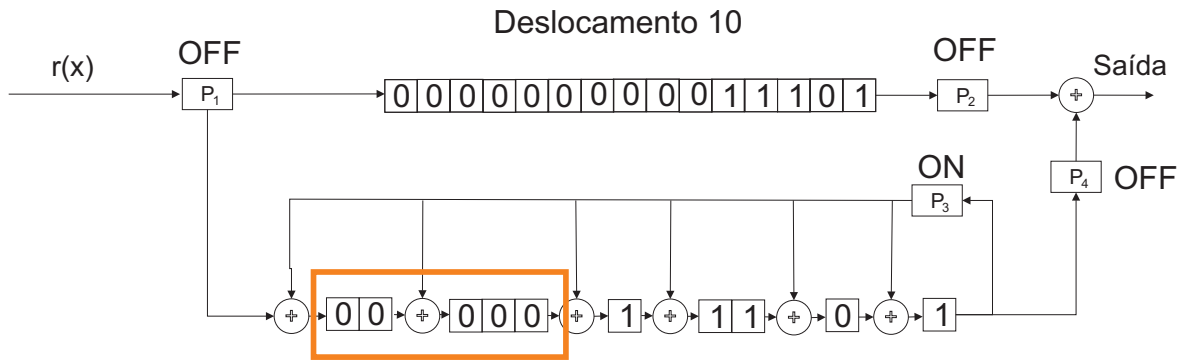 Deslocamento 10
OFF
OFF
r(x)
Saída
P1
0 0 0 0 0 0 0 0 0 0 1 1 1 0 1
P2
+
ON
P3
P4
OFF
+ 0 0 + 0 0 0 + 1 + 1 1 + 0 + 1